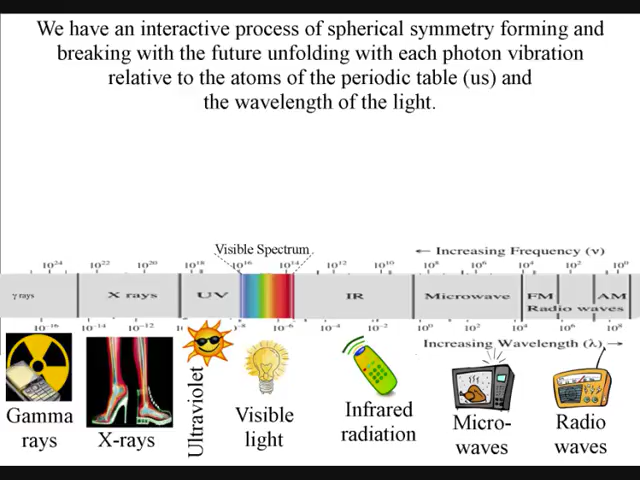 We have an interactive process of spherical symmetry forming and
breaking with the future unfolding with each photon vibration
relative to the atoms of the periodic table (us) and
the wavelength of the light.
Visible Spectrum
← Increasing Frequency (ν)
10²⁴ 10²² 10²⁰ 10¹⁸ 10¹⁶ 10¹⁴ 10¹² 10¹⁰ 10⁸ 10⁶ 10⁴ 10² 10⁰
γ rays X rays UV IR Microwave FM AM
Radio waves
10⁻¹⁶ 10⁻¹⁴ 10⁻¹² 10⁻⁸ 10⁻⁶ 10⁻⁴ 10⁻² 10⁰ 10² 10⁴ 10⁶ 10⁸
Increasing Wavelength (λ) →
Gamma
rays
X-rays
Ultraviolet
Visible
light
Infrared
radiation
Micro-
waves
Radio
waves